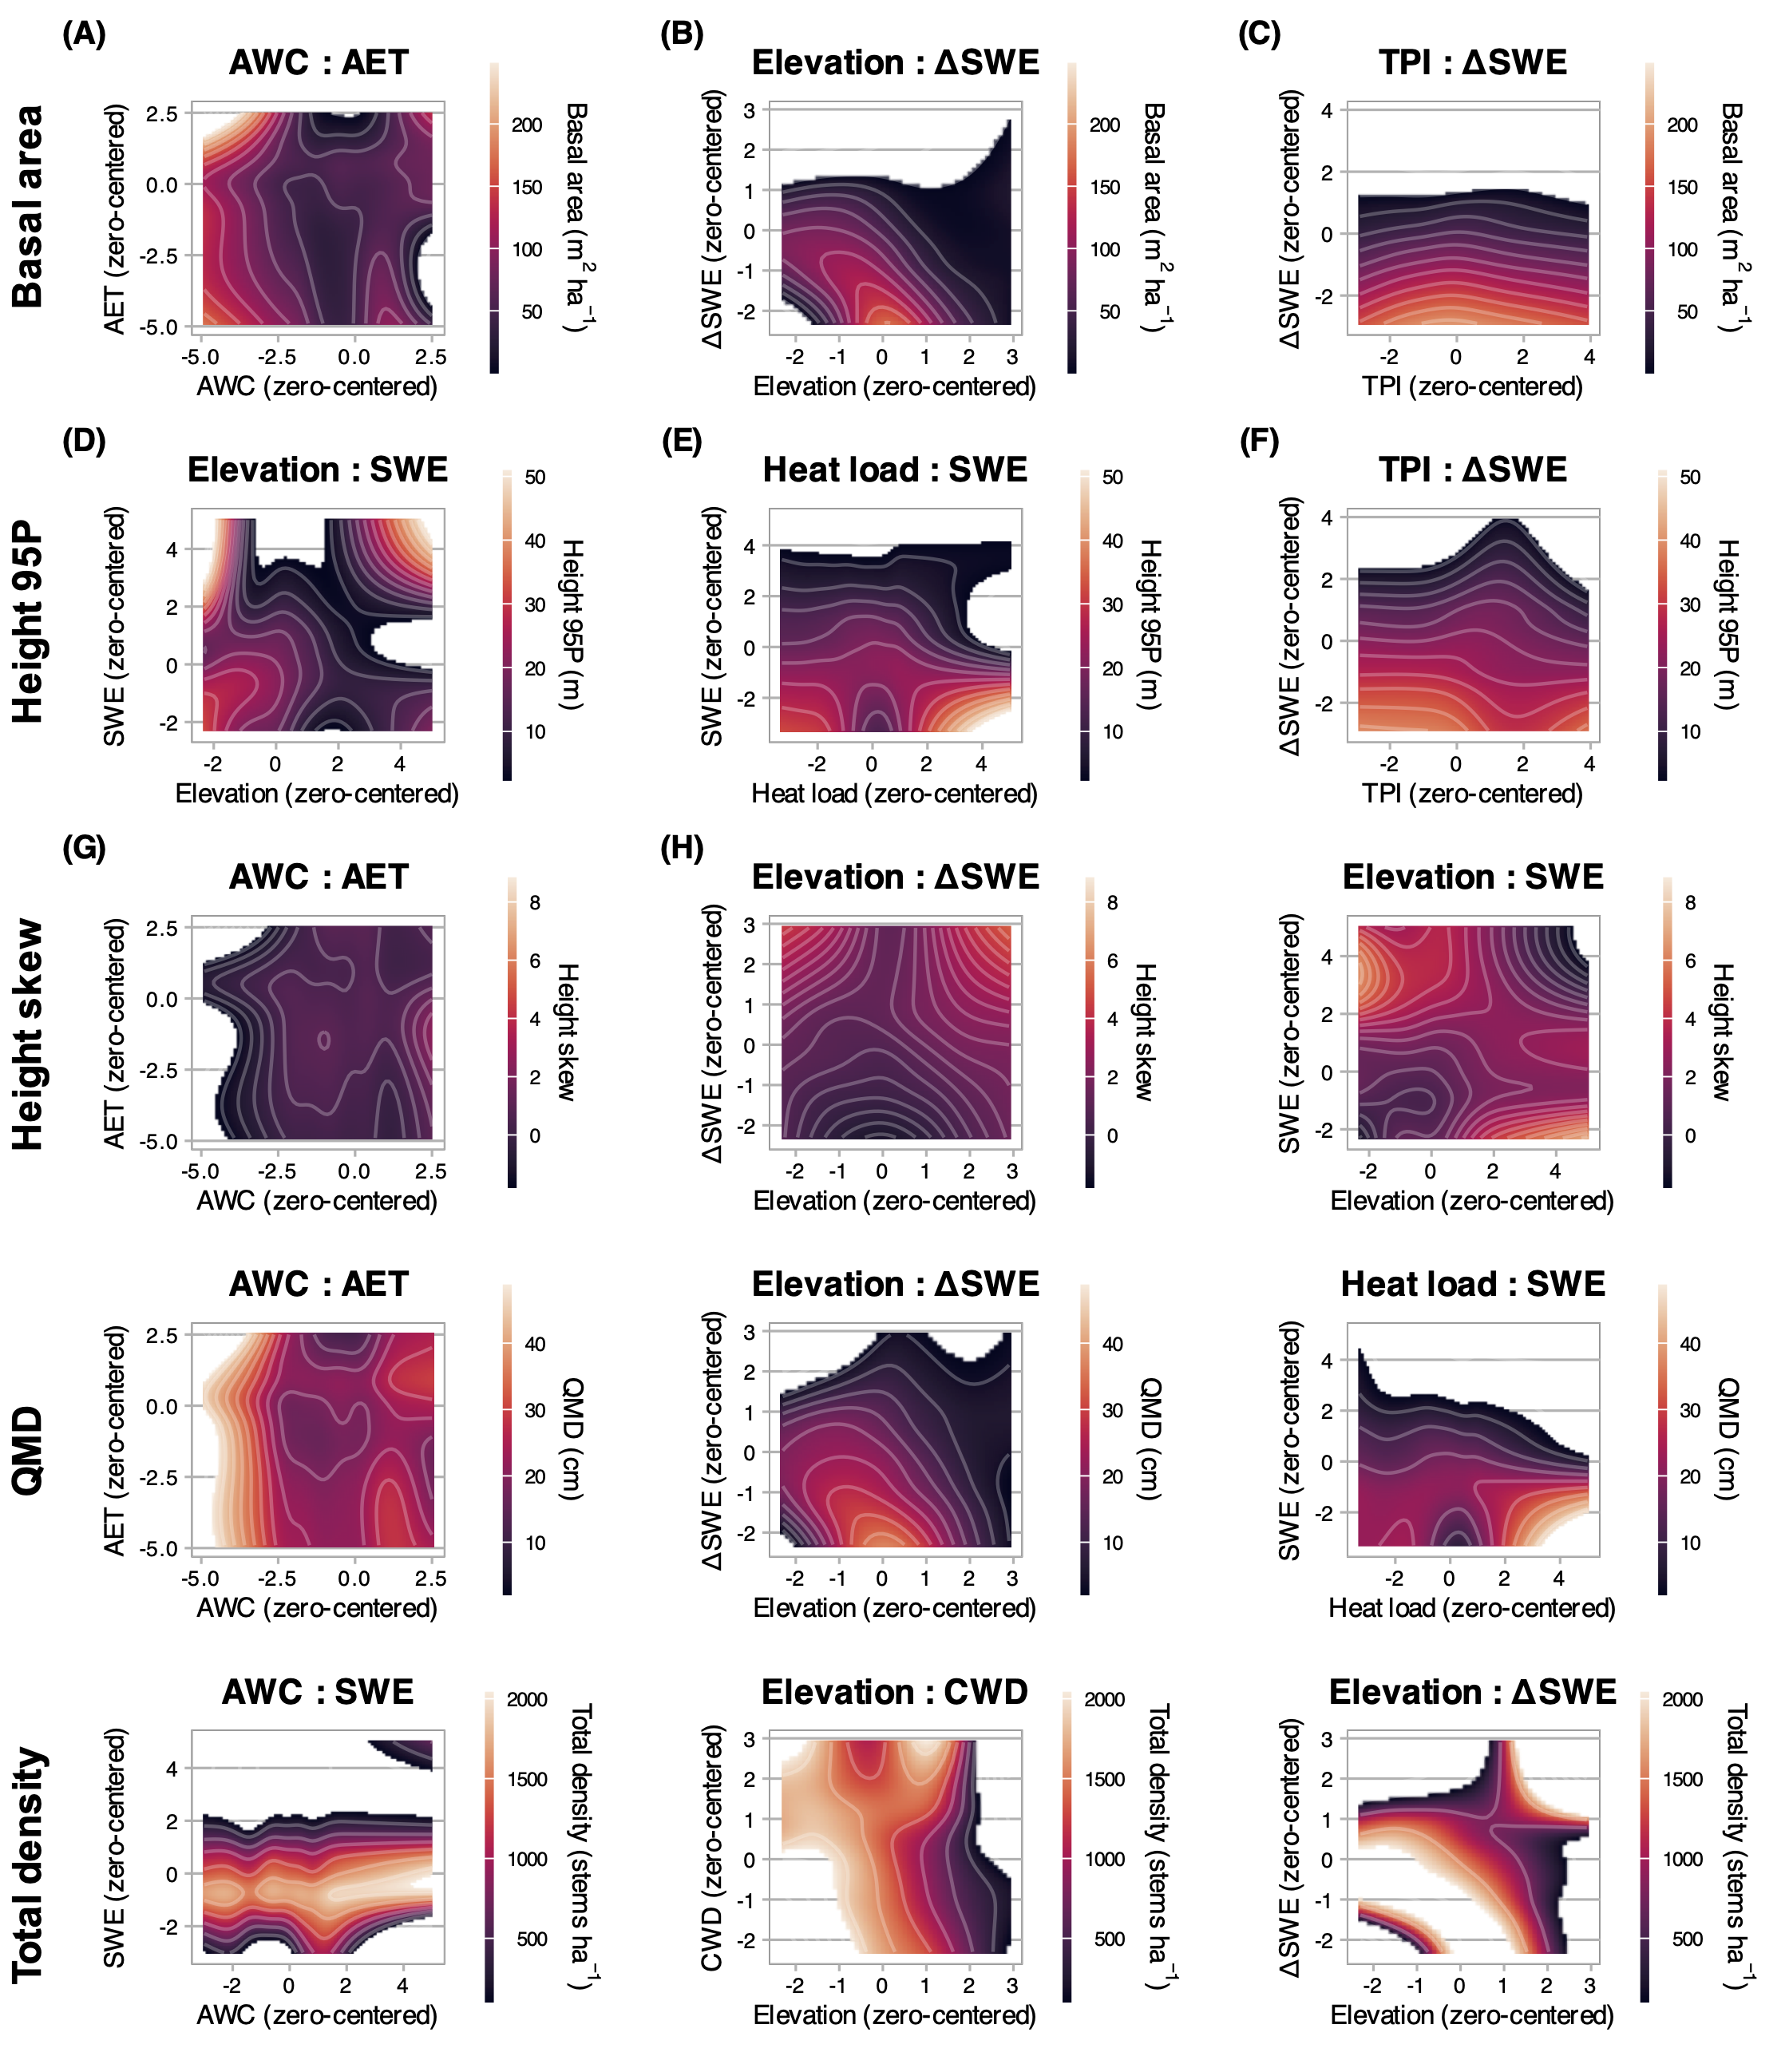 (A)
(B)
(C)
Basal area
AWC : AET
2.5
0.0
-2.5
-5.0
AET (zero-centered)
-5.0 -2.5 0.0 2.5
AWC (zero-centered)
200
150
100
50
Basal area (m² ha⁻¹)
Elevation : ΔSWE
3
2
1
0
-1
-2
ΔSWE (zero-centered)
-2 -1 0 1 2 3
Elevation (zero-centered)
200
150
100
50
Basal area (m² ha⁻¹)
TPI : ΔSWE
4
2
0
-2
ΔSWE (zero-centered)
-2 0 2 4
TPI (zero-centered)
200
150
100
50
Basal area (m² ha⁻¹)
(D)
(E)
(F)
Height 95P
Elevation : SWE
4
2
0
-2
SWE (zero-centered)
-2 0 2 4
Elevation (zero-centered)
50
40
30
20
10
Height 95P (m)
Heat load : SWE
4
2
0
-2
SWE (zero-centered)
-2 0 2 4
Heat load (zero-centered)
50
40
30
20
10
Height 95P (m)
TPI : ΔSWE
4
2
0
-2
ΔSWE (zero-centered)
-2 0 2 4
TPI (zero-centered)
50
40
30
20
10
Height 95P (m)
(G)
(H)
Height skew
AWC : AET
2.5
0.0
-2.5
-5.0
AET (zero-centered)
-5.0 -2.5 0.0 2.5
AWC (zero-centered)
8
6
4
2
0
Height skew
Elevation : ΔSWE
3
2
1
0
-1
-2
ΔSWE (zero-centered)
-2 -1 0 1 2 3
Elevation (zero-centered)
8
6
4
2
0
Height skew
Elevation : SWE
4
2
0
-2
SWE (zero-centered)
-2 0 2 4
Elevation (zero-centered)
8
6
4
2
0
Height skew
QMD
AWC : AET
2.5
0.0
-2.5
-5.0
AET (zero-centered)
-5.0 -2.5 0.0 2.5
AWC (zero-centered)
40
30
20
10
QMD (cm)
Elevation : ΔSWE
3
2
1
0
-1
-2
ΔSWE (zero-centered)
-2 -1 0 1 2 3
Elevation (zero-centered)
40
30
20
10
QMD (cm)
Heat load : SWE
4
2
0
-2
SWE (zero-centered)
-2 0 2 4
Heat load (zero-centered)
40
30
20
10
QMD (cm)
Total density
AWC : SWE
4
2
0
-2
SWE (zero-centered)
-2 0 2 4
AWC (zero-centered)
2000
1500
1000
500
Total density (stems ha⁻¹)
Elevation : CWD
3
2
1
0
-1
-2
CWD (zero-centered)
-2 -1 0 1 2 3
Elevation (zero-centered)
2000
1500
1000
500
Total density (stems ha⁻¹)
Elevation : ΔSWE
3
2
1
0
-1
-2
ΔSWE (zero-centered)
-2 -1 0 1 2 3
Elevation (zero-centered)
2000
1500
1000
500
Total density (stems ha⁻¹)